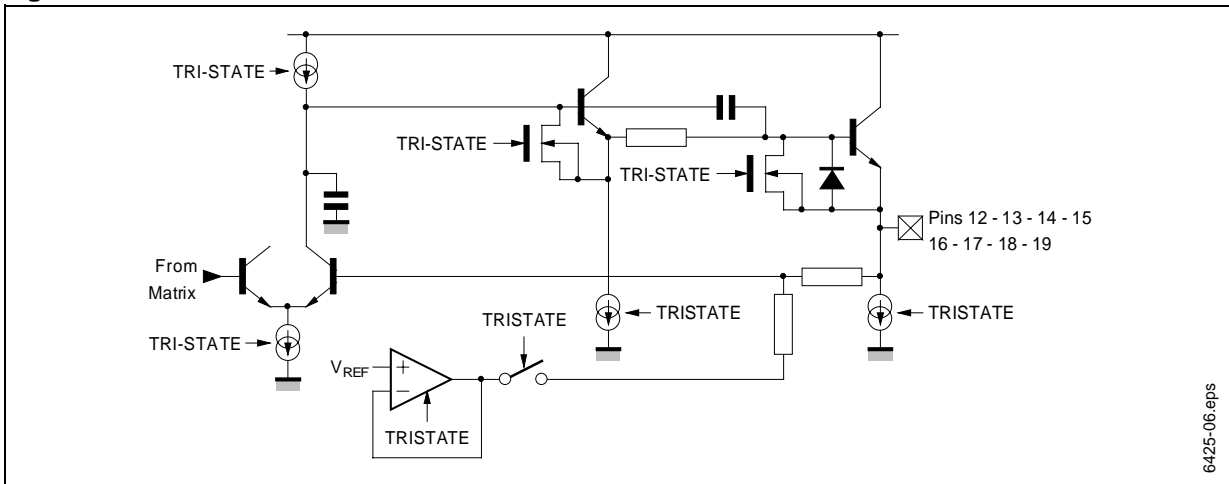 TRI-STATE
TRI-STATE
TRI-STATE
Pins 12 - 13 - 14 - 15
16 - 17 - 18 - 19
From
Matrix
TRI-STATE
TRISTATE
TRISTATE
TRISTATE
VREF
+
−
TRISTATE
6425-06.eps